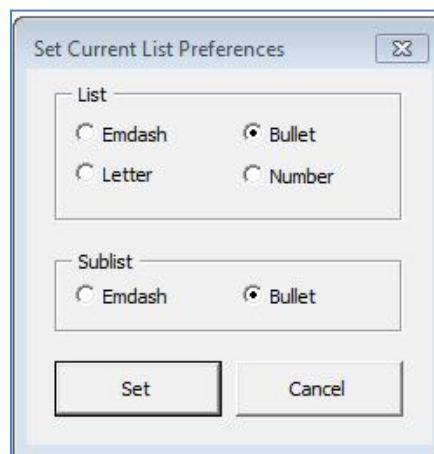 Set Current List Preferences
List
Emdash Bullet
Letter Number
Sublist
Emdash Bullet
Set Cancel